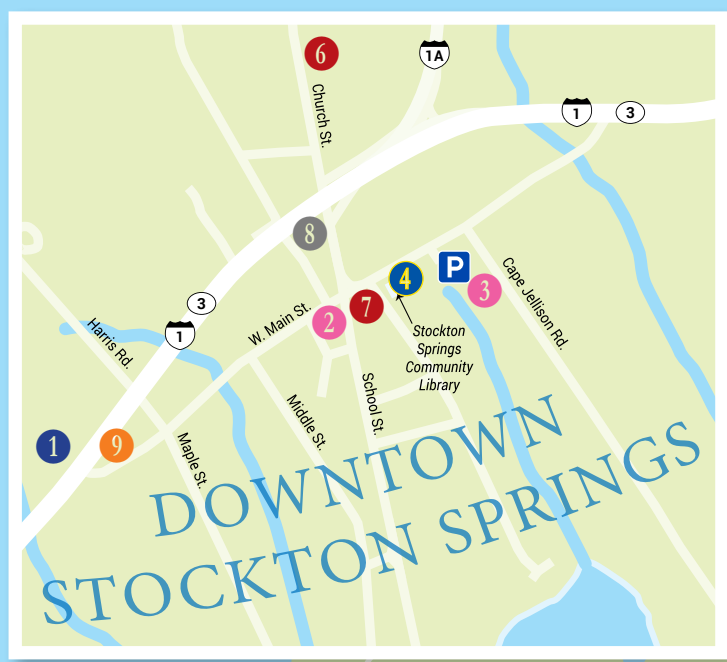 6
1A
Church St.
1
3
8
P
4
3
Cape Jellison Rd.
3
1
W. Main St.
2
7
Stockton
Springs
Community
Library
Harris Rd.
Middle St.
School St.
1
9
Maple St.
DOWNTOWN
STOCKTON SPRINGS